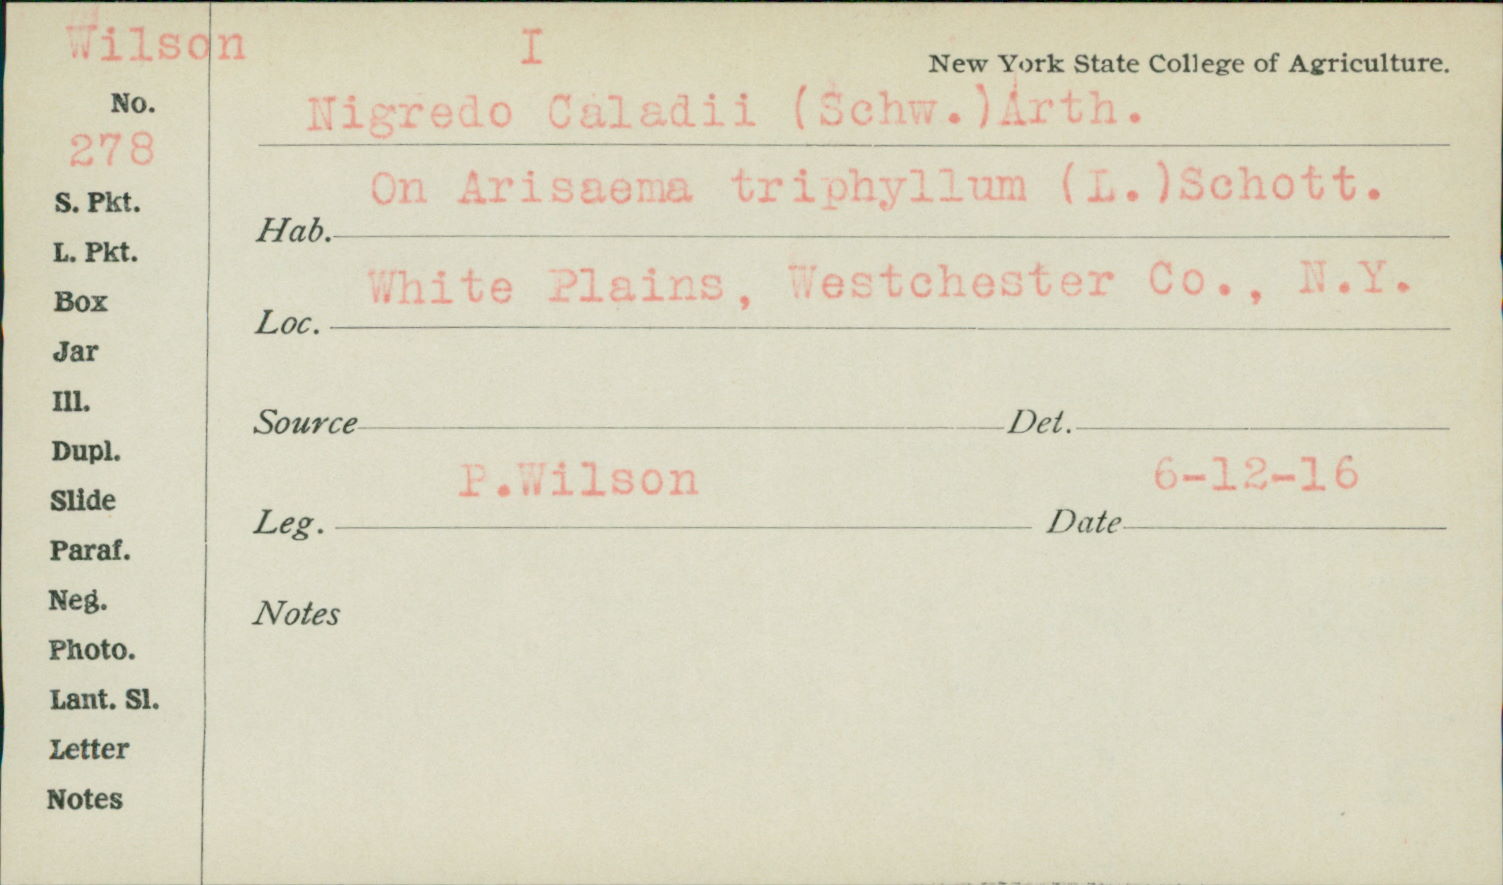 Wilson I
New York State College of Agriculture.
No.
278
Nigredo Caladii (Schw.)Arth.
On Arisaema triphyllum (L.)Schott.
Hab.
White Plains, Westchester Co., N.Y.
Loc.
Source Det.
P.Wilson 6-12-16
Leg. Date
Notes
S. Pkt.
L. Pkt.
Box
Jar
Ill.
Dupl.
Slide
Paraf.
Neg.
Photo.
Lant. Sl.
Letter
Notes